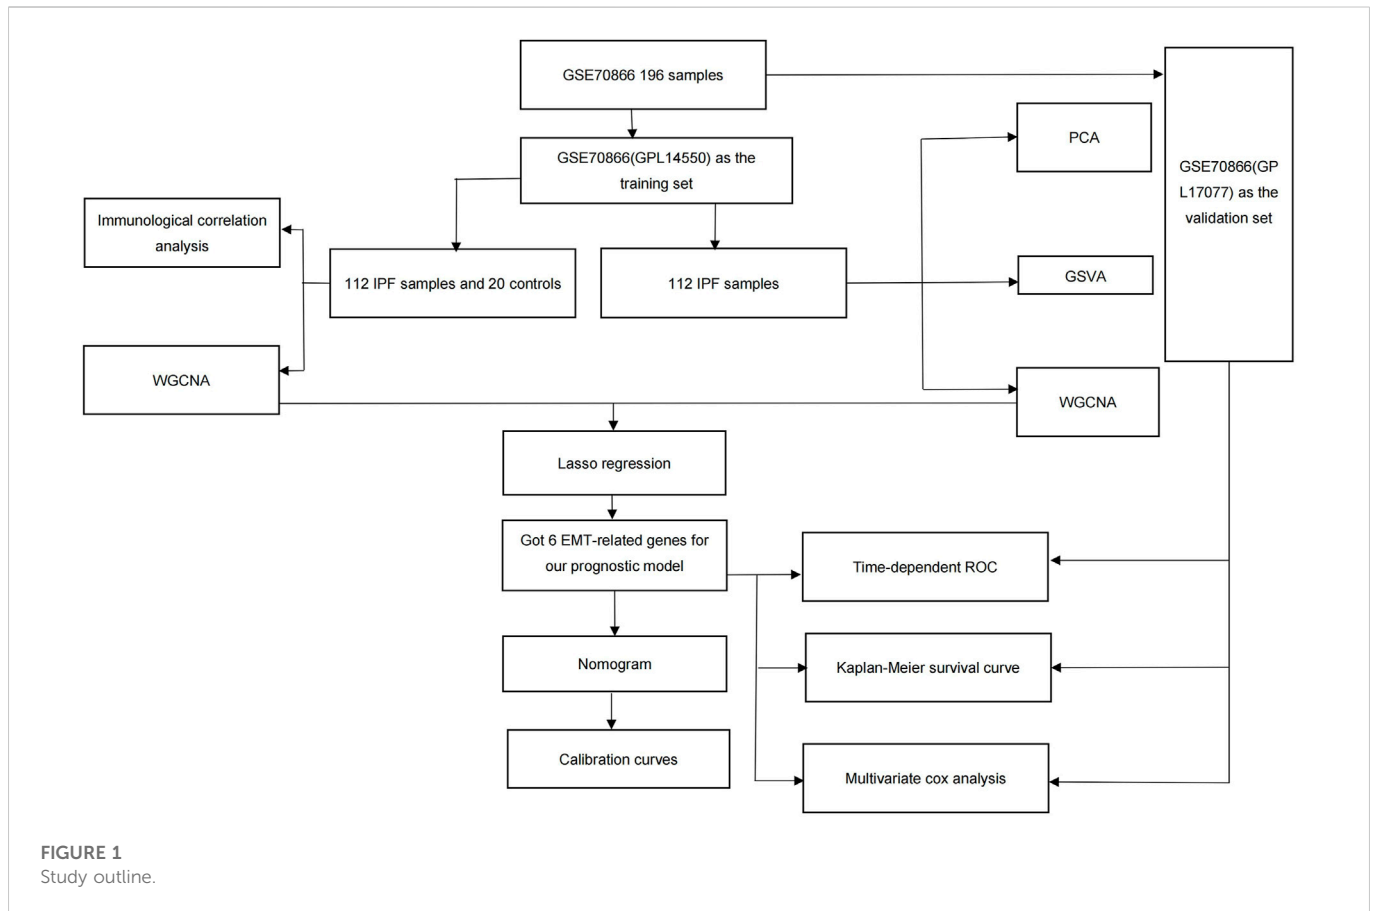 GSE70866 196 samples
GSE70866(GPL14550) as the
training set
PCA
GSE70866(GP
L17077) as the
validation set
Immunological correlation
analysis
112 IPF samples and 20 controls
112 IPF samples
GSVA
WGCNA
WGCNA
Lasso regression
Got 6 EMT-related genes for
our prognostic model
Time-dependent ROC
Nomogram
Kaplan-Meier survival curve
Calibration curves
Multivariate cox analysis
FIGURE 1
Study outline.